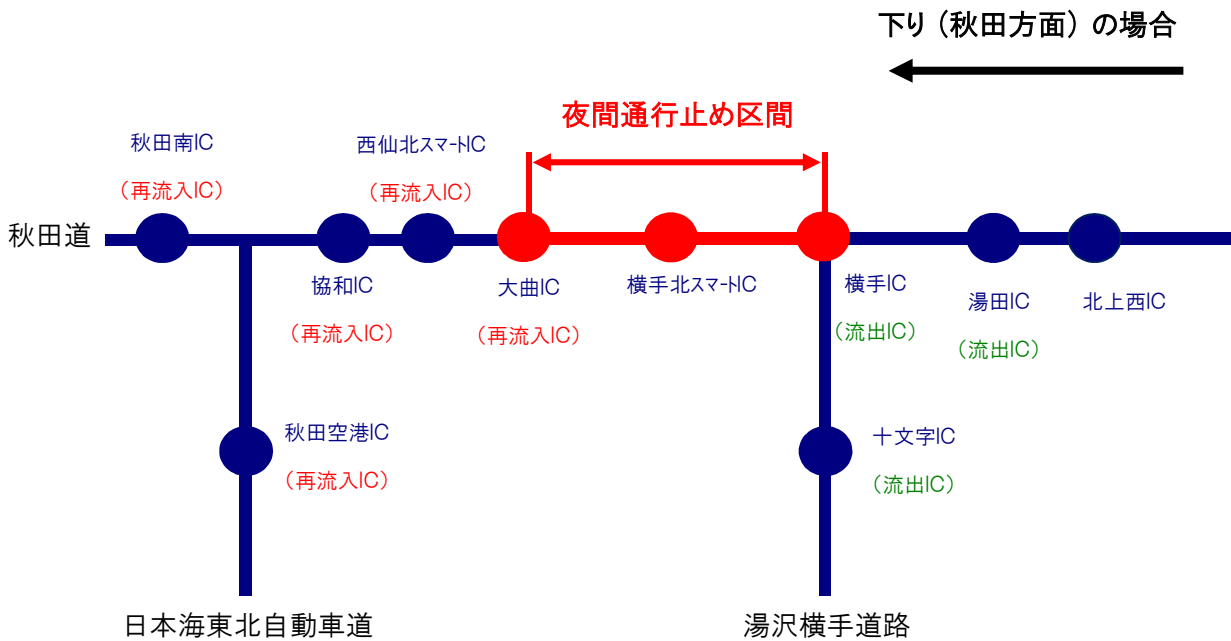 下り（秋田方面）の場合
夜間通行止め区間
秋田南IC
（再流入IC）
西仙北スマートIC
（再流入IC）
秋田道
協和IC
（再流入IC）
大曲IC
（再流入IC）
横手北スマートIC
横手IC
（流出IC）
湯田IC
（流出IC）
北上西IC
秋田空港IC
（再流入IC）
十文字IC
（流出IC）
日本海東北自動車道
湯沢横手道路